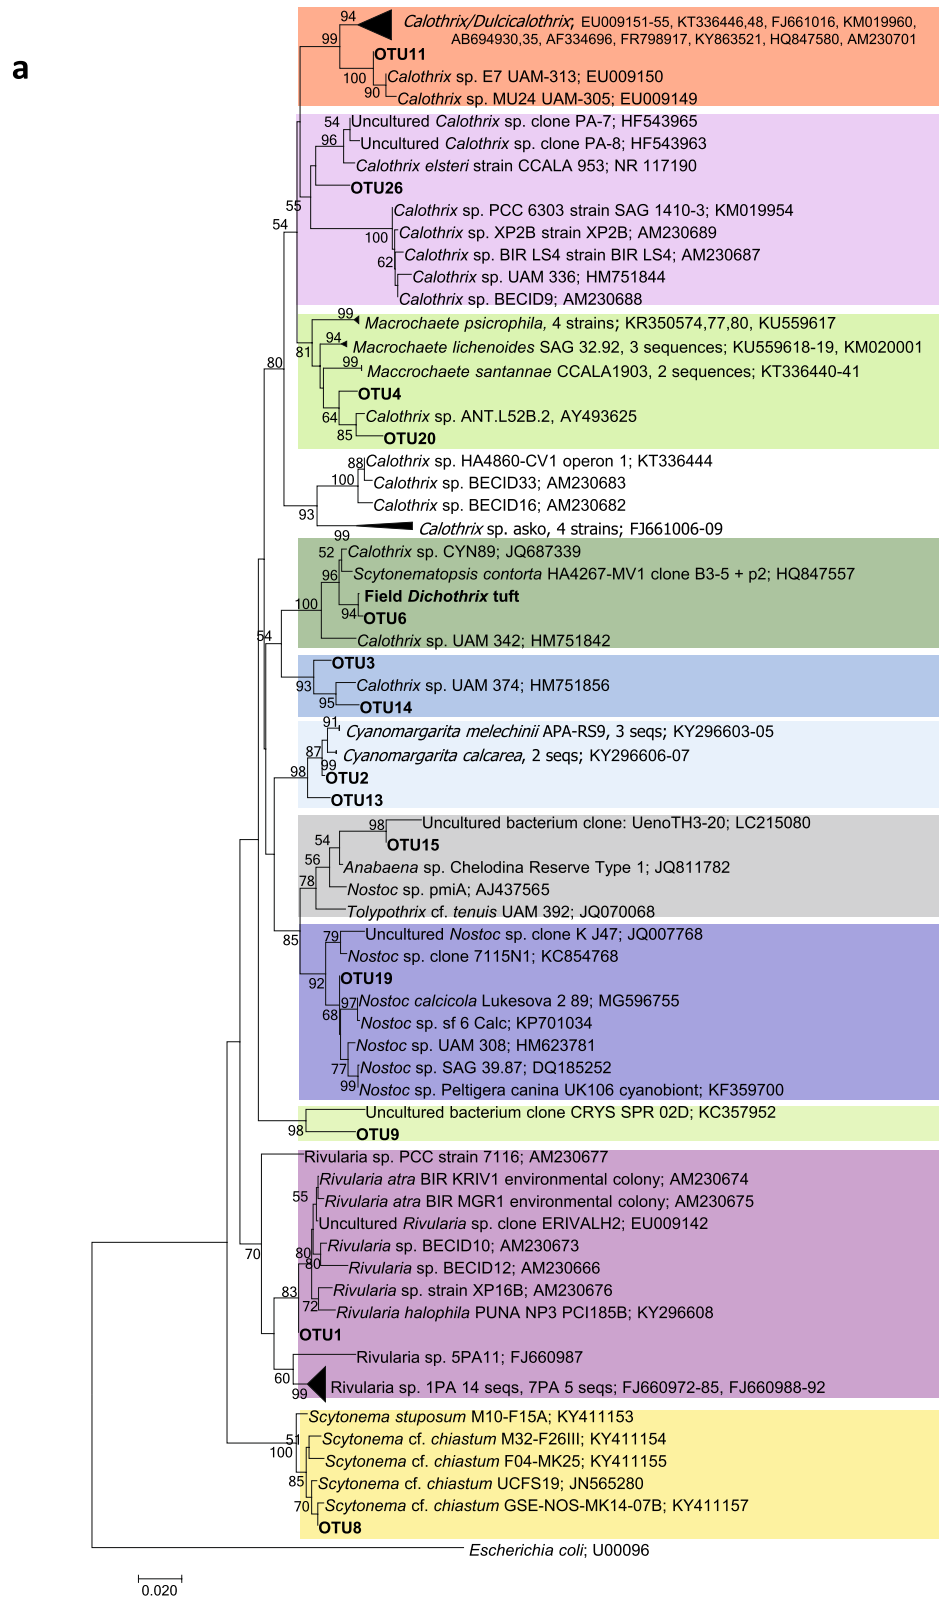 a
94
Calothrix/Dulcicalothrix; EU009151-55, KT336446,48, FJ661016, KM019960,
99
AB694930,35, AF334696, FR798917, KY863521, HQ847580, AM230701
OTU11
100
Calothrix sp. E7 UAM-313; EU009150
90
Calothrix sp. MU24 UAM-305; EU009149
54
Uncultured Calothrix sp. clone PA-7; HF543965
96
Uncultured Calothrix sp. clone PA-8; HF543963
Calothrix elsteri strain CCALA 953; NR 117190
OTU26
55
Calothrix sp. PCC 6303 strain SAG 1410-3; KM019954
54
100
Calothrix sp. XP2B strain XP2B; AM230689
Calothrix sp. BIR LS4 strain BIR LS4; AM230687
62
Calothrix sp. UAM 336; HM751844
Calothrix sp. BECID9; AM230688
99
Macrochaete psicrophila, 4 strains; KR350574,77,80, KU559617
94
81
Macrochaete lichenoides SAG 32.92, 3 sequences; KU559618-19, KM020001
80
99
Maccrochaete santannae CCALA1903, 2 sequences; KT336440-41
OTU4
64
Calothrix sp. ANT.L52B.2, AY493625
85
OTU20
88
Calothrix sp. HA4860-CV1 operon 1; KT336444
100
Calothrix sp. BECID33; AM230683
Calothrix sp. BECID16; AM230682
93
Calothrix sp. asko, 4 strains; FJ661006-09
99
52
Calothrix sp. CYN89; JQ687339
96
Scytonematopsis contorta HA4267-MV1 clone B3-5 + p2; HQ847557
Field Dichothrix tuft
100
94
OTU6
54
Calothrix sp. UAM 342; HM751842
OTU3
93
Calothrix sp. UAM 374; HM751856
95
OTU14
91
Cyanomargarita melechinii APA-RS9, 3 seqs; KY296603-05
87
Cyanomargarita calcarea, 2 seqs; KY296606-07
99
98
OTU2
OTU13
98
Uncultured bacterium clone: UenoTH3-20; LC215080
54
OTU15
56
Anabaena sp. Chelodina Reserve Type 1; JQ811782
78
Nostoc sp. pmiA; AJ437565
Tolypothrix cf. tenuis UAM 392; JQ070068
85
79
Uncultured Nostoc sp. clone K J47; JQ007768
Nostoc sp. clone 7115N1; KC854768
92
OTU19
97
Nostoc calcicola Lukesova 2 89; MG596755
68
Nostoc sp. sf 6 Calc; KP701034
Nostoc sp. UAM 308; HM623781
77
Nostoc sp. SAG 39.87; DQ185252
99
Nostoc sp. Peltigera canina UK106 cyanobiont; KF359700
Uncultured bacterium clone CRYS SPR 02D; KC357952
98
OTU9
Rivularia sp. PCC strain 7116; AM230677
Rivularia atra BIR KRIV1 environmental colony; AM230674
55
Rivularia atra BIR MGR1 environmental colony; AM230675
Uncultured Rivularia sp. clone ERIVALH2; EU009142
70
80
Rivularia sp. BECID10; AM230673
80
Rivularia sp. BECID12; AM230666
83
Rivularia sp. strain XP16B; AM230676
72
Rivularia halophila PUNA NP3 PCI185B; KY296608
OTU1
Rivularia sp. 5PA11; FJ660987
60
99
Rivularia sp. 1PA 14 seqs, 7PA 5 seqs; FJ660972-85, FJ660988-92
Scytonema stuposum M10-F15A; KY411153
51
Scytonema cf. chiastum M32-F26III; KY411154
100
Scytonema cf. chiastum F04-MK25; KY411155
85
Scytonema cf. chiastum UCFS19; JN565280
70
Scytonema cf. chiastum GSE-NOS-MK14-07B; KY411157
OTU8
Escherichia coli; U00096
0.020